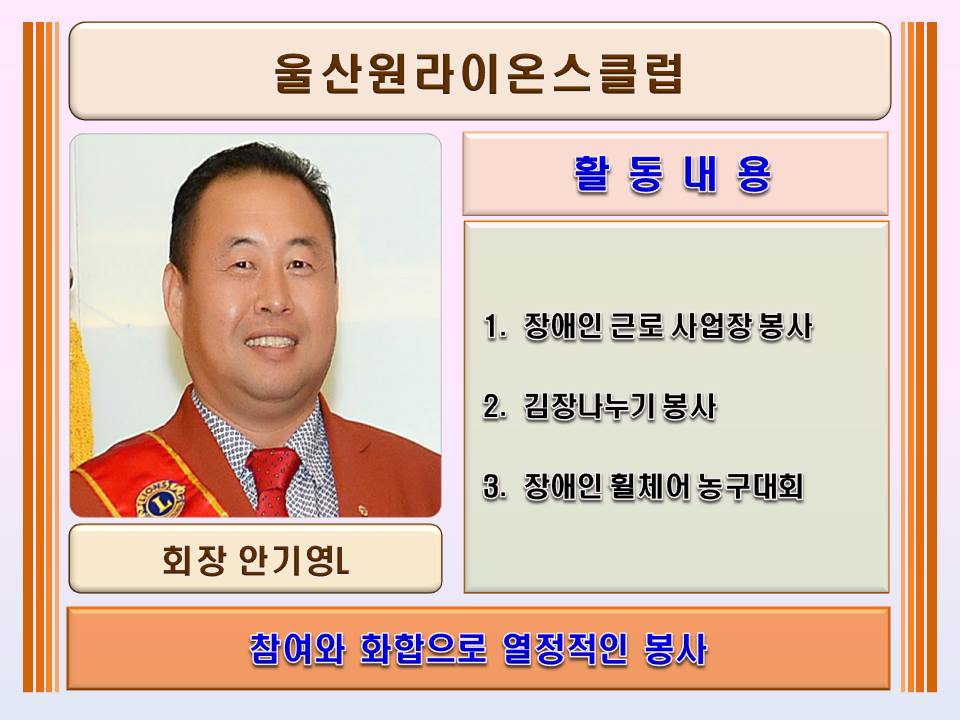 울산원라이온스클럽
활 동 내 용
1. 장애인 근로 사업장 봉사
2. 김장나누기 봉사
3. 장애인 휠체어 농구대회
LIONS
L
회장 안기영L
참여와 화합으로 열정적인 봉사